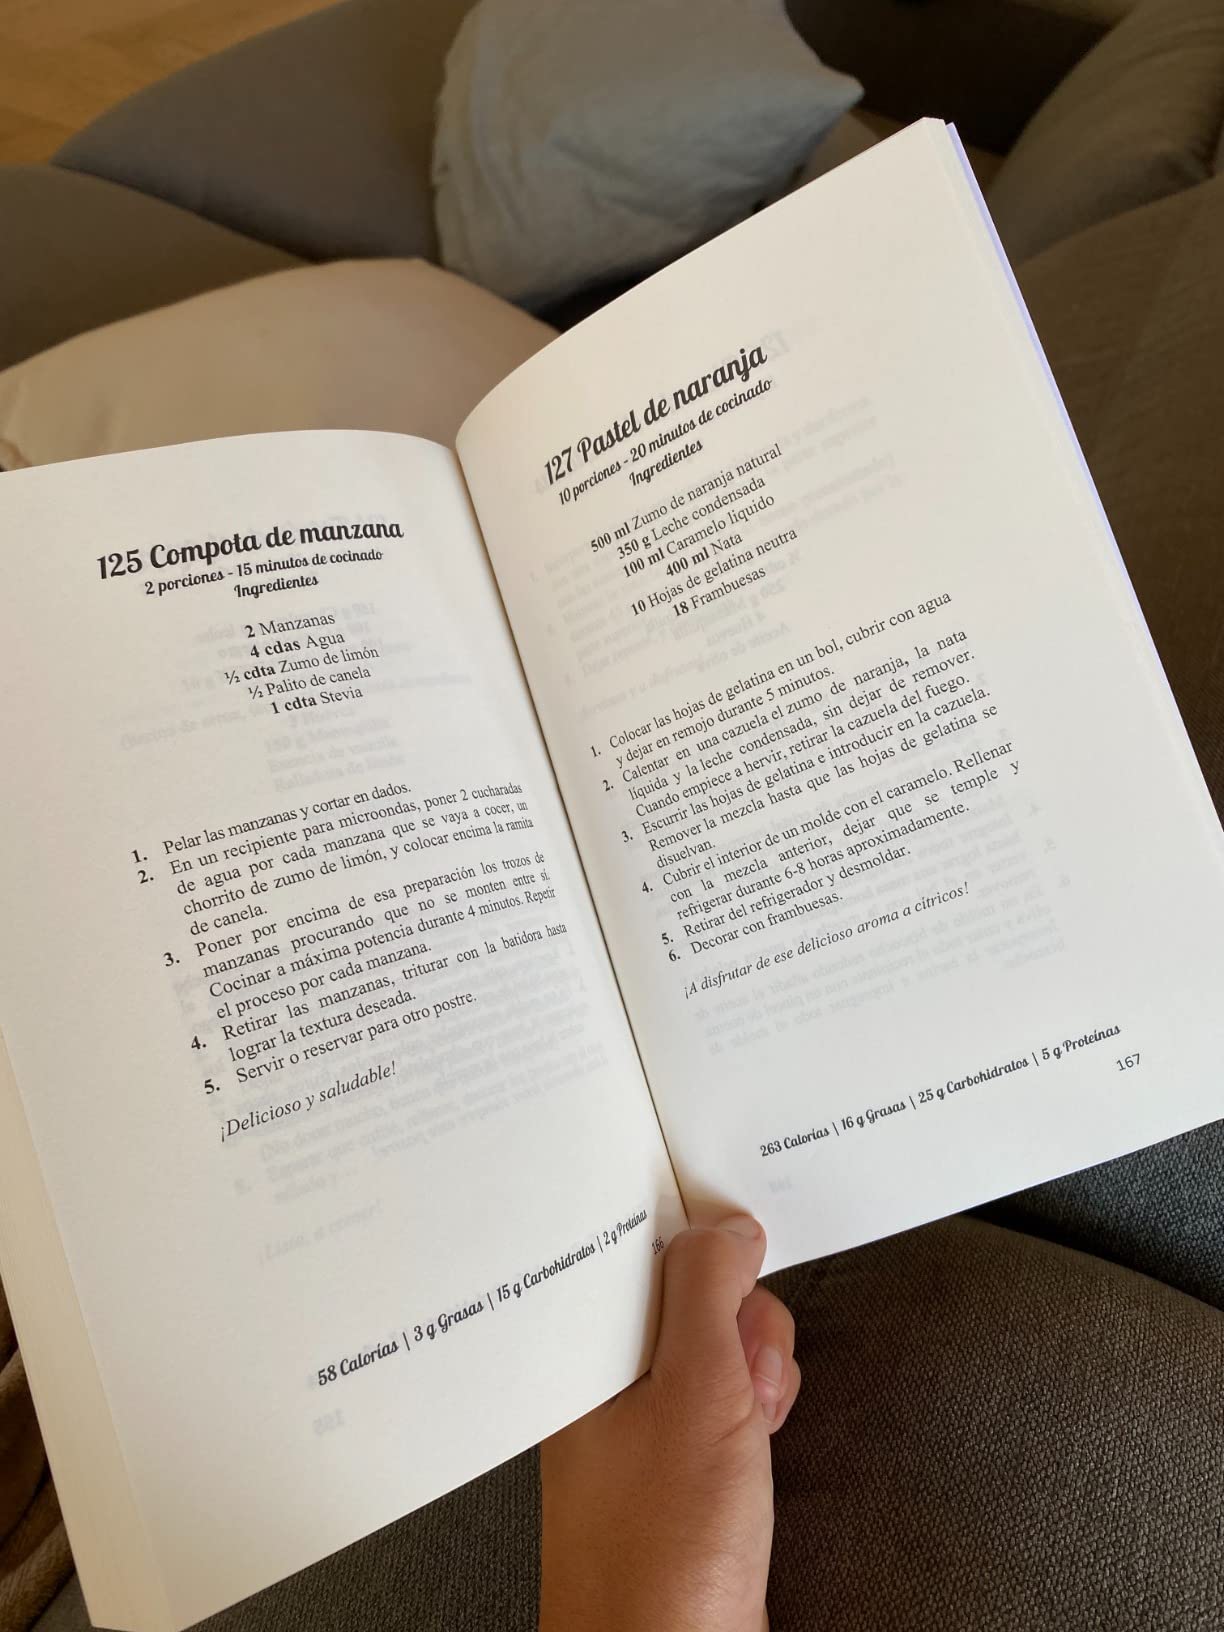 125 Compota de manzana
2 porciones - 15 minutos de cocinado
Ingredientes
2 Manzanas
4 cdas Agua
½ cdta Zumo de limón
½ Palito de canela
1 cdta Stevia
1. Pelar las manzanas y cortar en dados.
2. En un recipiente para microondas, poner 2 cucharadas
de agua por cada manzana que se vaya a cocer, un
chorrito de zumo de limón, y colocar encima la ramita
de canela.
3. Poner por encima de esa preparación los trozos de
manzanas procurando que no se monten entre sí.
Cocinar a máxima potencia durante 4 minutos. Repetir
el proceso por cada manzana.
4. Retirar las manzanas, triturar con la batidora hasta
lograr la textura deseada.
5. Servir o reservar para otro postre.
¡Delicioso y saludable!
58 Calorías | 3 g Grasas | 15 g Carbohidratos | 2 g Proteínas
166
127 Pastel de naranja
10 porciones - 20 minutos de cocinado
Ingredientes
500 ml Zumo de naranja natural
350 g Leche condensada
100 ml Caramelo liquido
400 ml Nata
10 Hojas de gelatina neutra
18 Frambuesas
1. Colocar las hojas de gelatina en un bol, cubrir con agua
y dejar en remojo durante 5 minutos.
2. Calentar en una cazuela el zumo de naranja, la nata
líquida y la leche condensada, sin dejar de remover.
Cuando empiece a hervir, retirar la cazuela del fuego.
3. Escurrir las hojas de gelatina e introducir en la cazuela.
Remover la mezcla hasta que las hojas de gelatina se
disuelvan.
4. Cubrir el interior de un molde con el caramelo. Rellenar
con la mezcla anterior, dejar que se temple y
refrigerar durante 6-8 horas aproximadamente.
5. Retirar del refrigerador y desmoldar.
6. Decorar con frambuesas.
¡A disfrutar de ese delicioso aroma a cítricos!
263 Calorías | 16 g Grasas | 25 g Carbohidratos | 5 g Proteínas
167